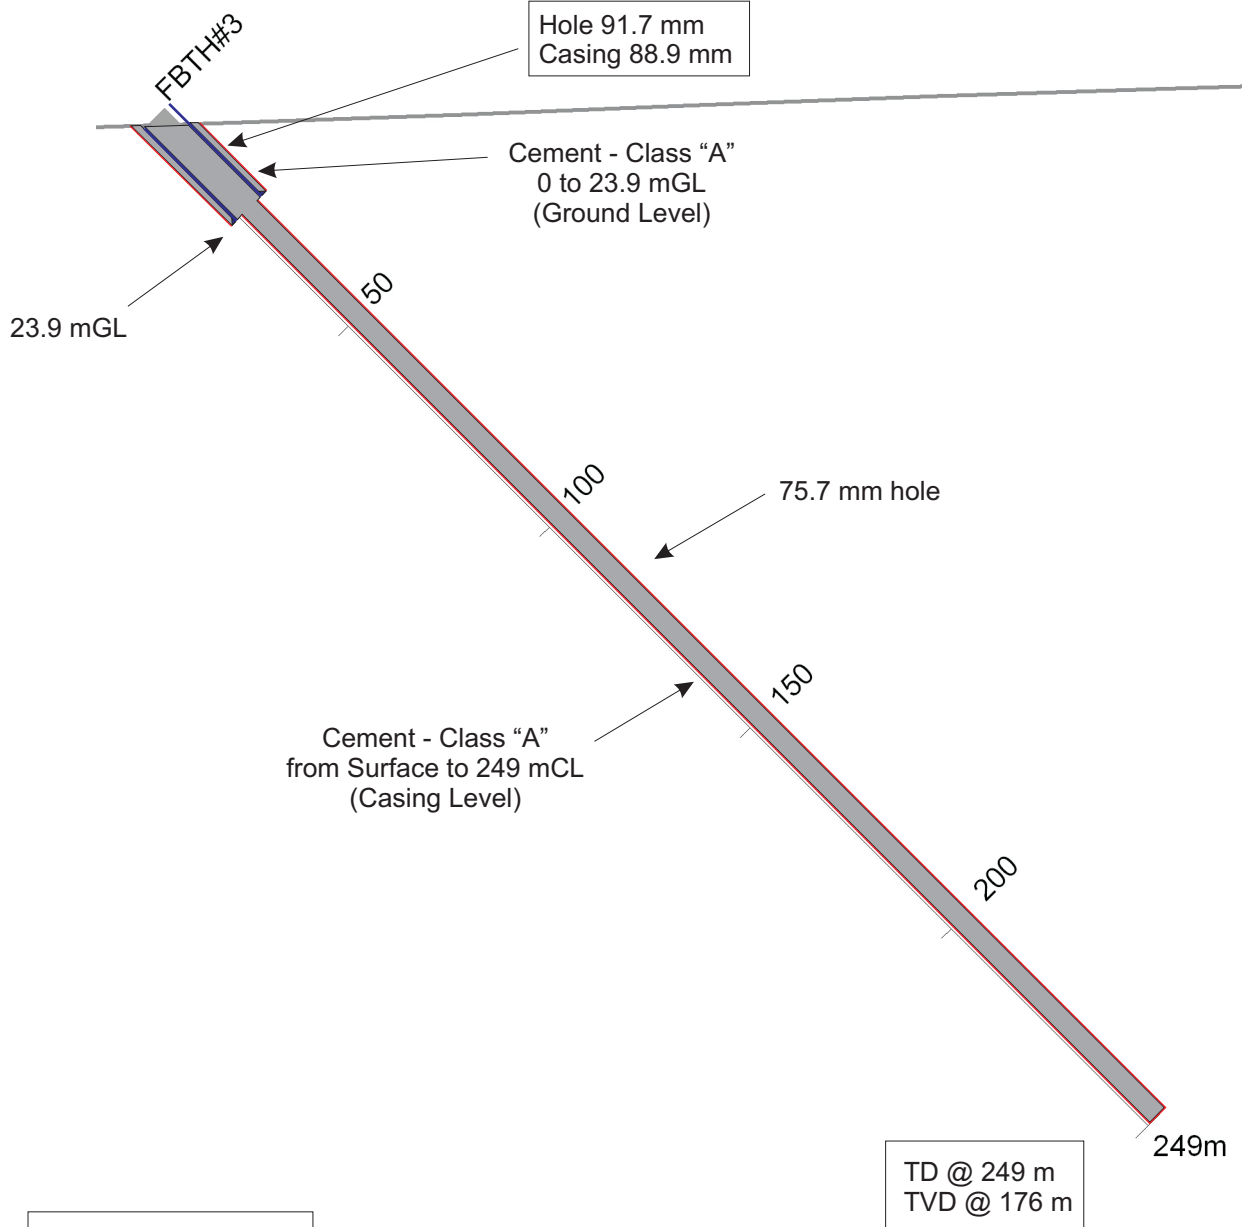 FBTH#3
Hole 91.7 mm
Casing 88.9 mm
Cement - Class “A”
0 to 23.9 mGL
(Ground Level)
23.9 mGL
50
100
75.7 mm hole
150
Cement - Class “A”
from Surface to 249 mCL
(Casing Level)
200
249m
TD @ 249 m
TVD @ 176 m